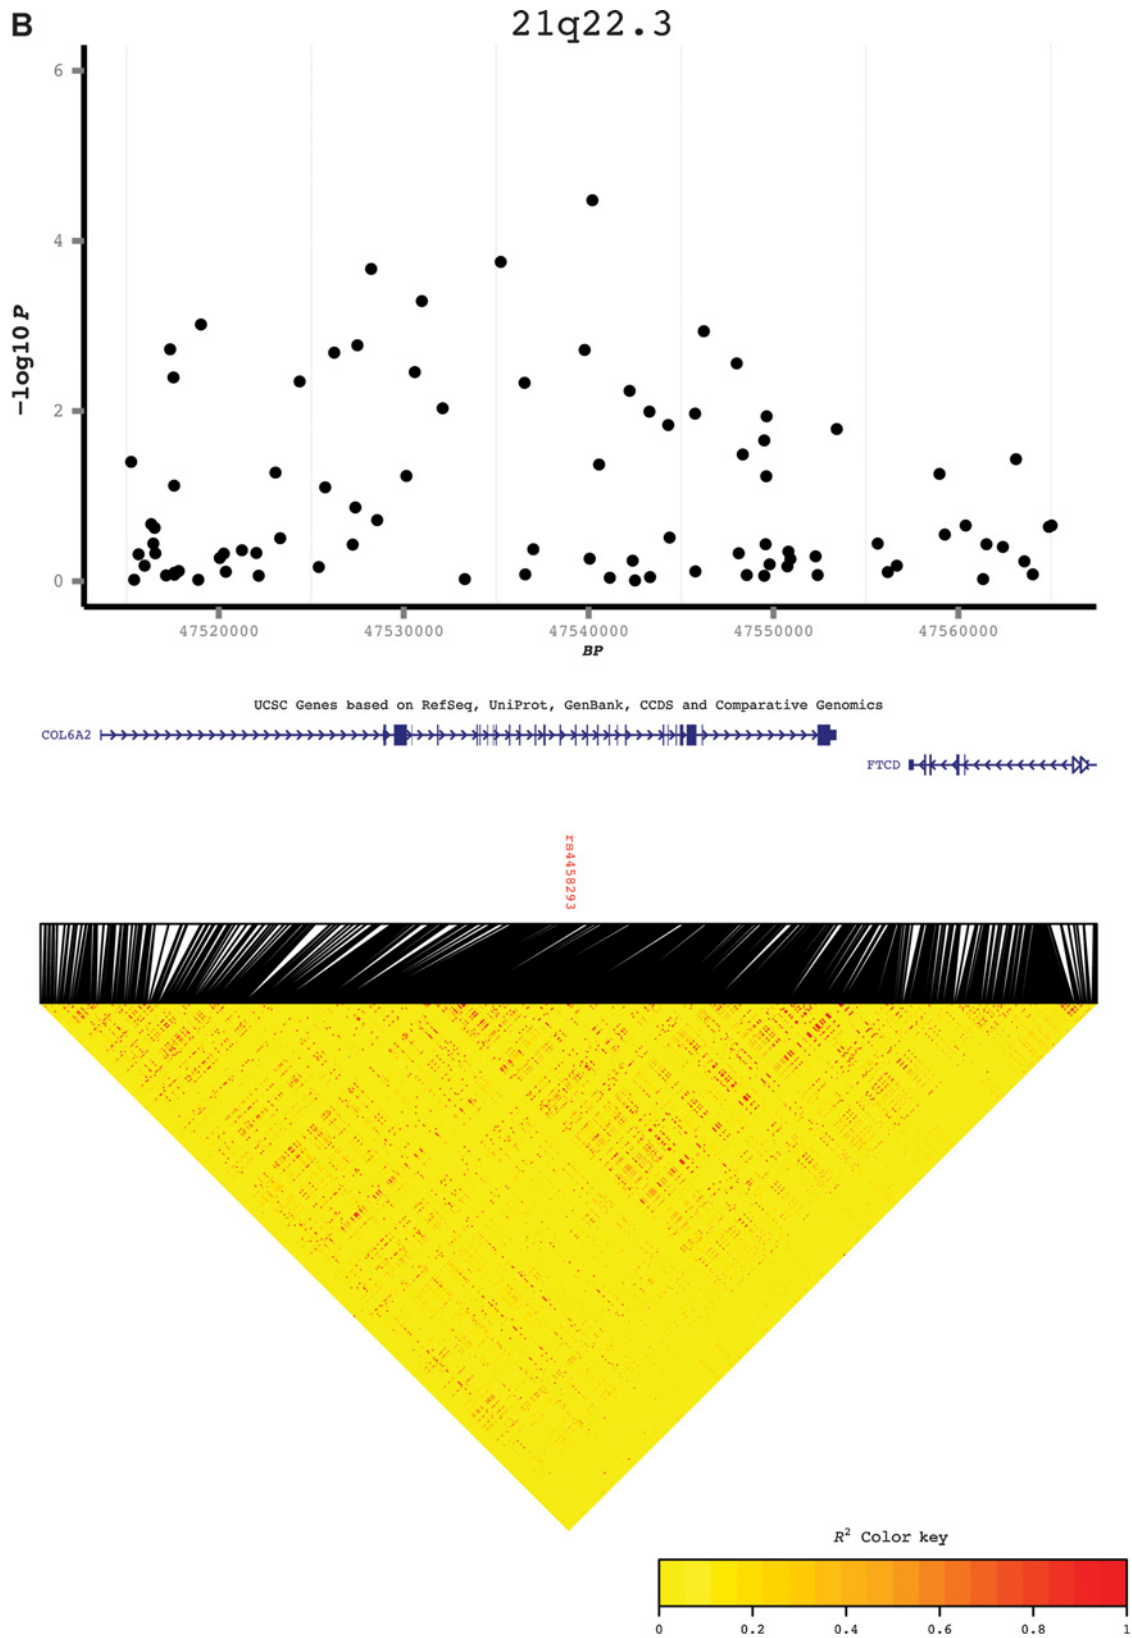 B
21q22.3
6
4
2
0
−log10 P
47520000 47530000 47540000 47550000 47560000
BP
UCSC Genes based on RefSeq, UniProt, GenBank, CCDS and Comparative Genomics
COL6A2
FTCD
rs4458293
R² Color key
0 0.2 0.4 0.6 0.8 1